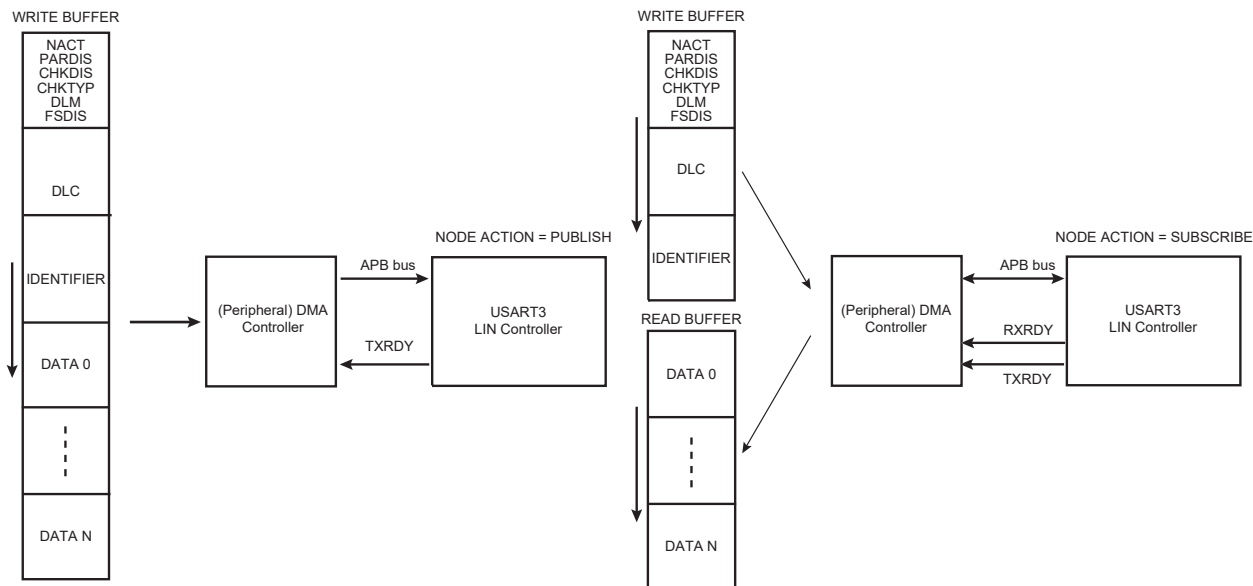 WRITE BUFFER
NACT
PARDIS
CHKDIS
CHKTYP
DLM
FSDIS
DLC
IDENTIFIER
DATA 0
DATA N
(Peripheral) DMA
Controller
APB bus
TXRDY
NODE ACTION = PUBLISH
USART3
LIN Controller
WRITE BUFFER
NACT
PARDIS
CHKDIS
CHKTYP
DLM
FSDIS
DLC
IDENTIFIER
READ BUFFER
DATA 0
DATA N
(Peripheral) DMA
Controller
APB bus
RXRDY
TXRDY
NODE ACTION = SUBSCRIBE
USART3
LIN Controller